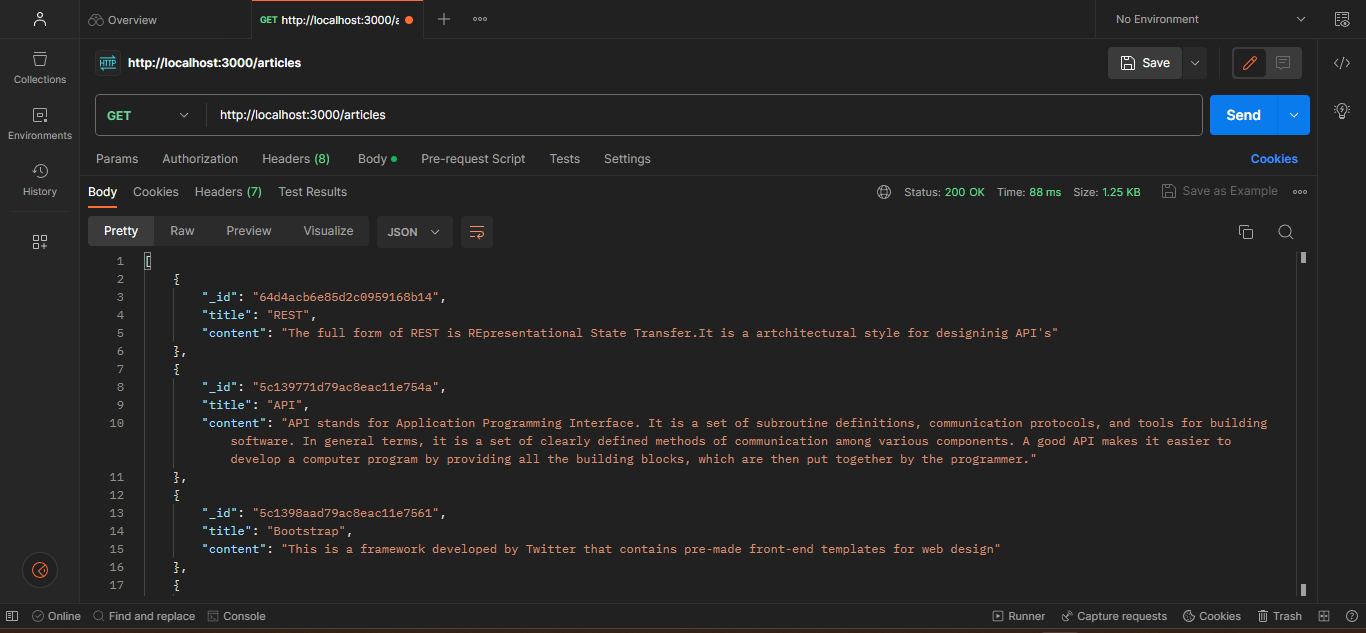 Overview
GET http://localhost:3000/a
No Environment
Collections
Environments
History
HTTP http://localhost:3000/articles
Save
GET http://localhost:3000/articles
Send
Params Authorization Headers (8) Body Pre-request Script Tests Settings Cookies
Body Cookies Headers (7) Test Results Status: 200 OK Time: 88 ms Size: 1.25 KB Save as Example
Pretty Raw Preview Visualize JSON
1 [
2 {
3 "_id": "64d4acb6e85d2c0959168b14",
4 "title": "REST",
5 "content": "The full form of REST is REpresentational State Transfer.It is a artchitectural style for designinig API's"
6 },
7 {
8 "_id": "5c139771d79ac8eac11e754a",
9 "title": "API",
10 "content": "API stands for Application Programming Interface. It is a set of subroutine definitions, communication protocols, and tools for building
software. In general terms, it is a set of clearly defined methods of communication among various components. A good API makes it easier to
develop a computer program by providing all the building blocks, which are then put together by the programmer."
11 },
12 {
13 "_id": "5c1398aad79ac8eac11e7561",
14 "title": "Bootstrap",
15 "content": "This is a framework developed by Twitter that contains pre-made front-end templates for web design"
16 },
17 {
Online Find and replace Console Runner Capture requests Cookies Trash